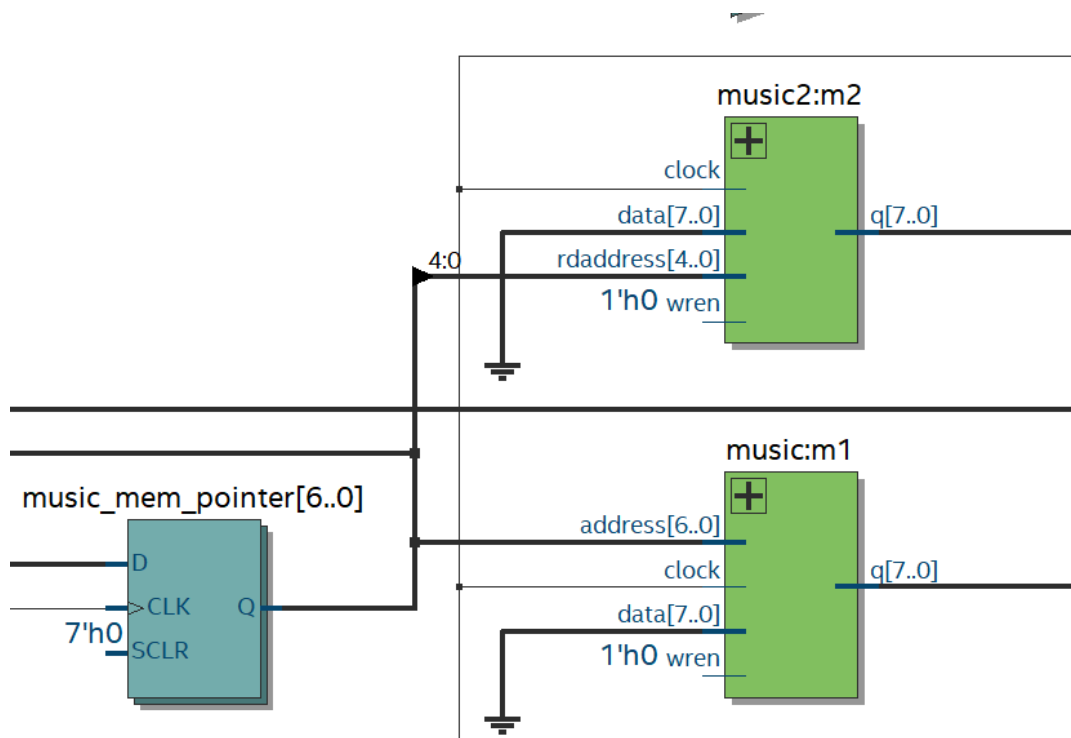 music2:m2
clock
data[7..0]
q[7..0]
4:0
rdaddress[4..0]
1'h0 wren
music:m1
music_mem_pointer[6..0]
address[6..0]
D
clock
q[7..0]
CLK
Q
data[7..0]
7'h0
SCLR
1'h0 wren